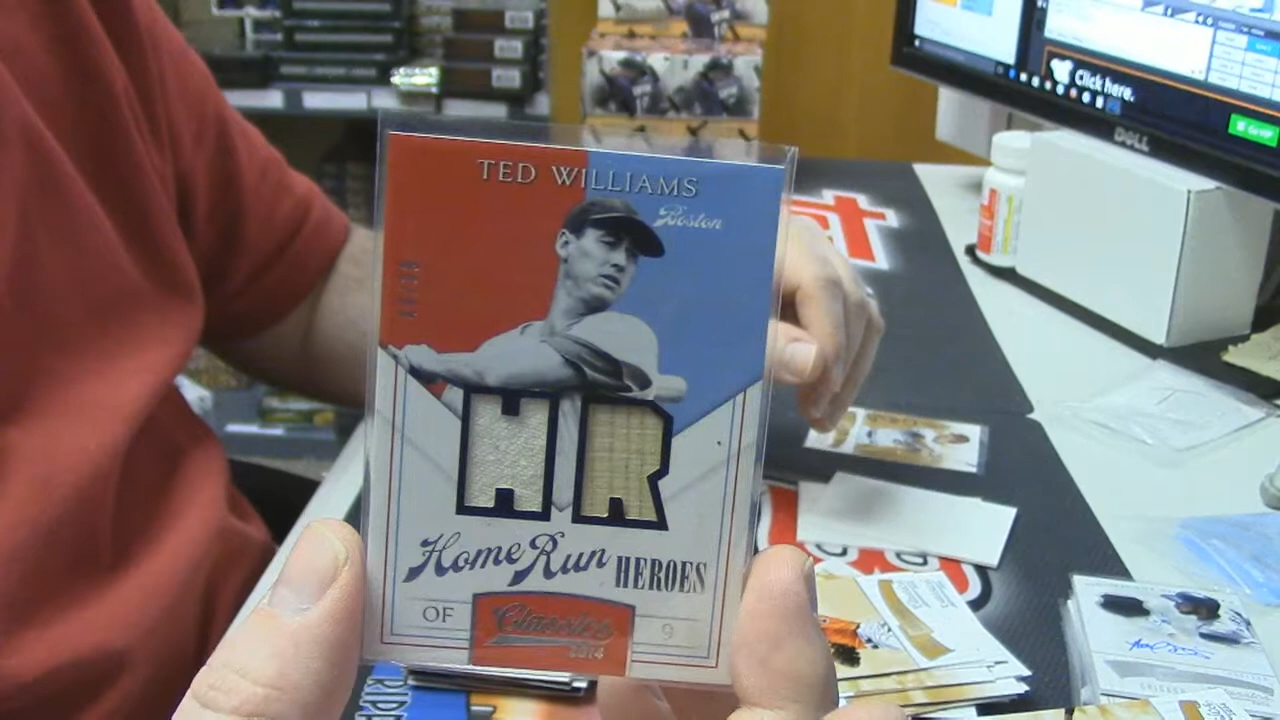 Click here.
DELL
TED WILLIAMS
Boston
HR
Home Run HEROES
OF
Classics
9
2014